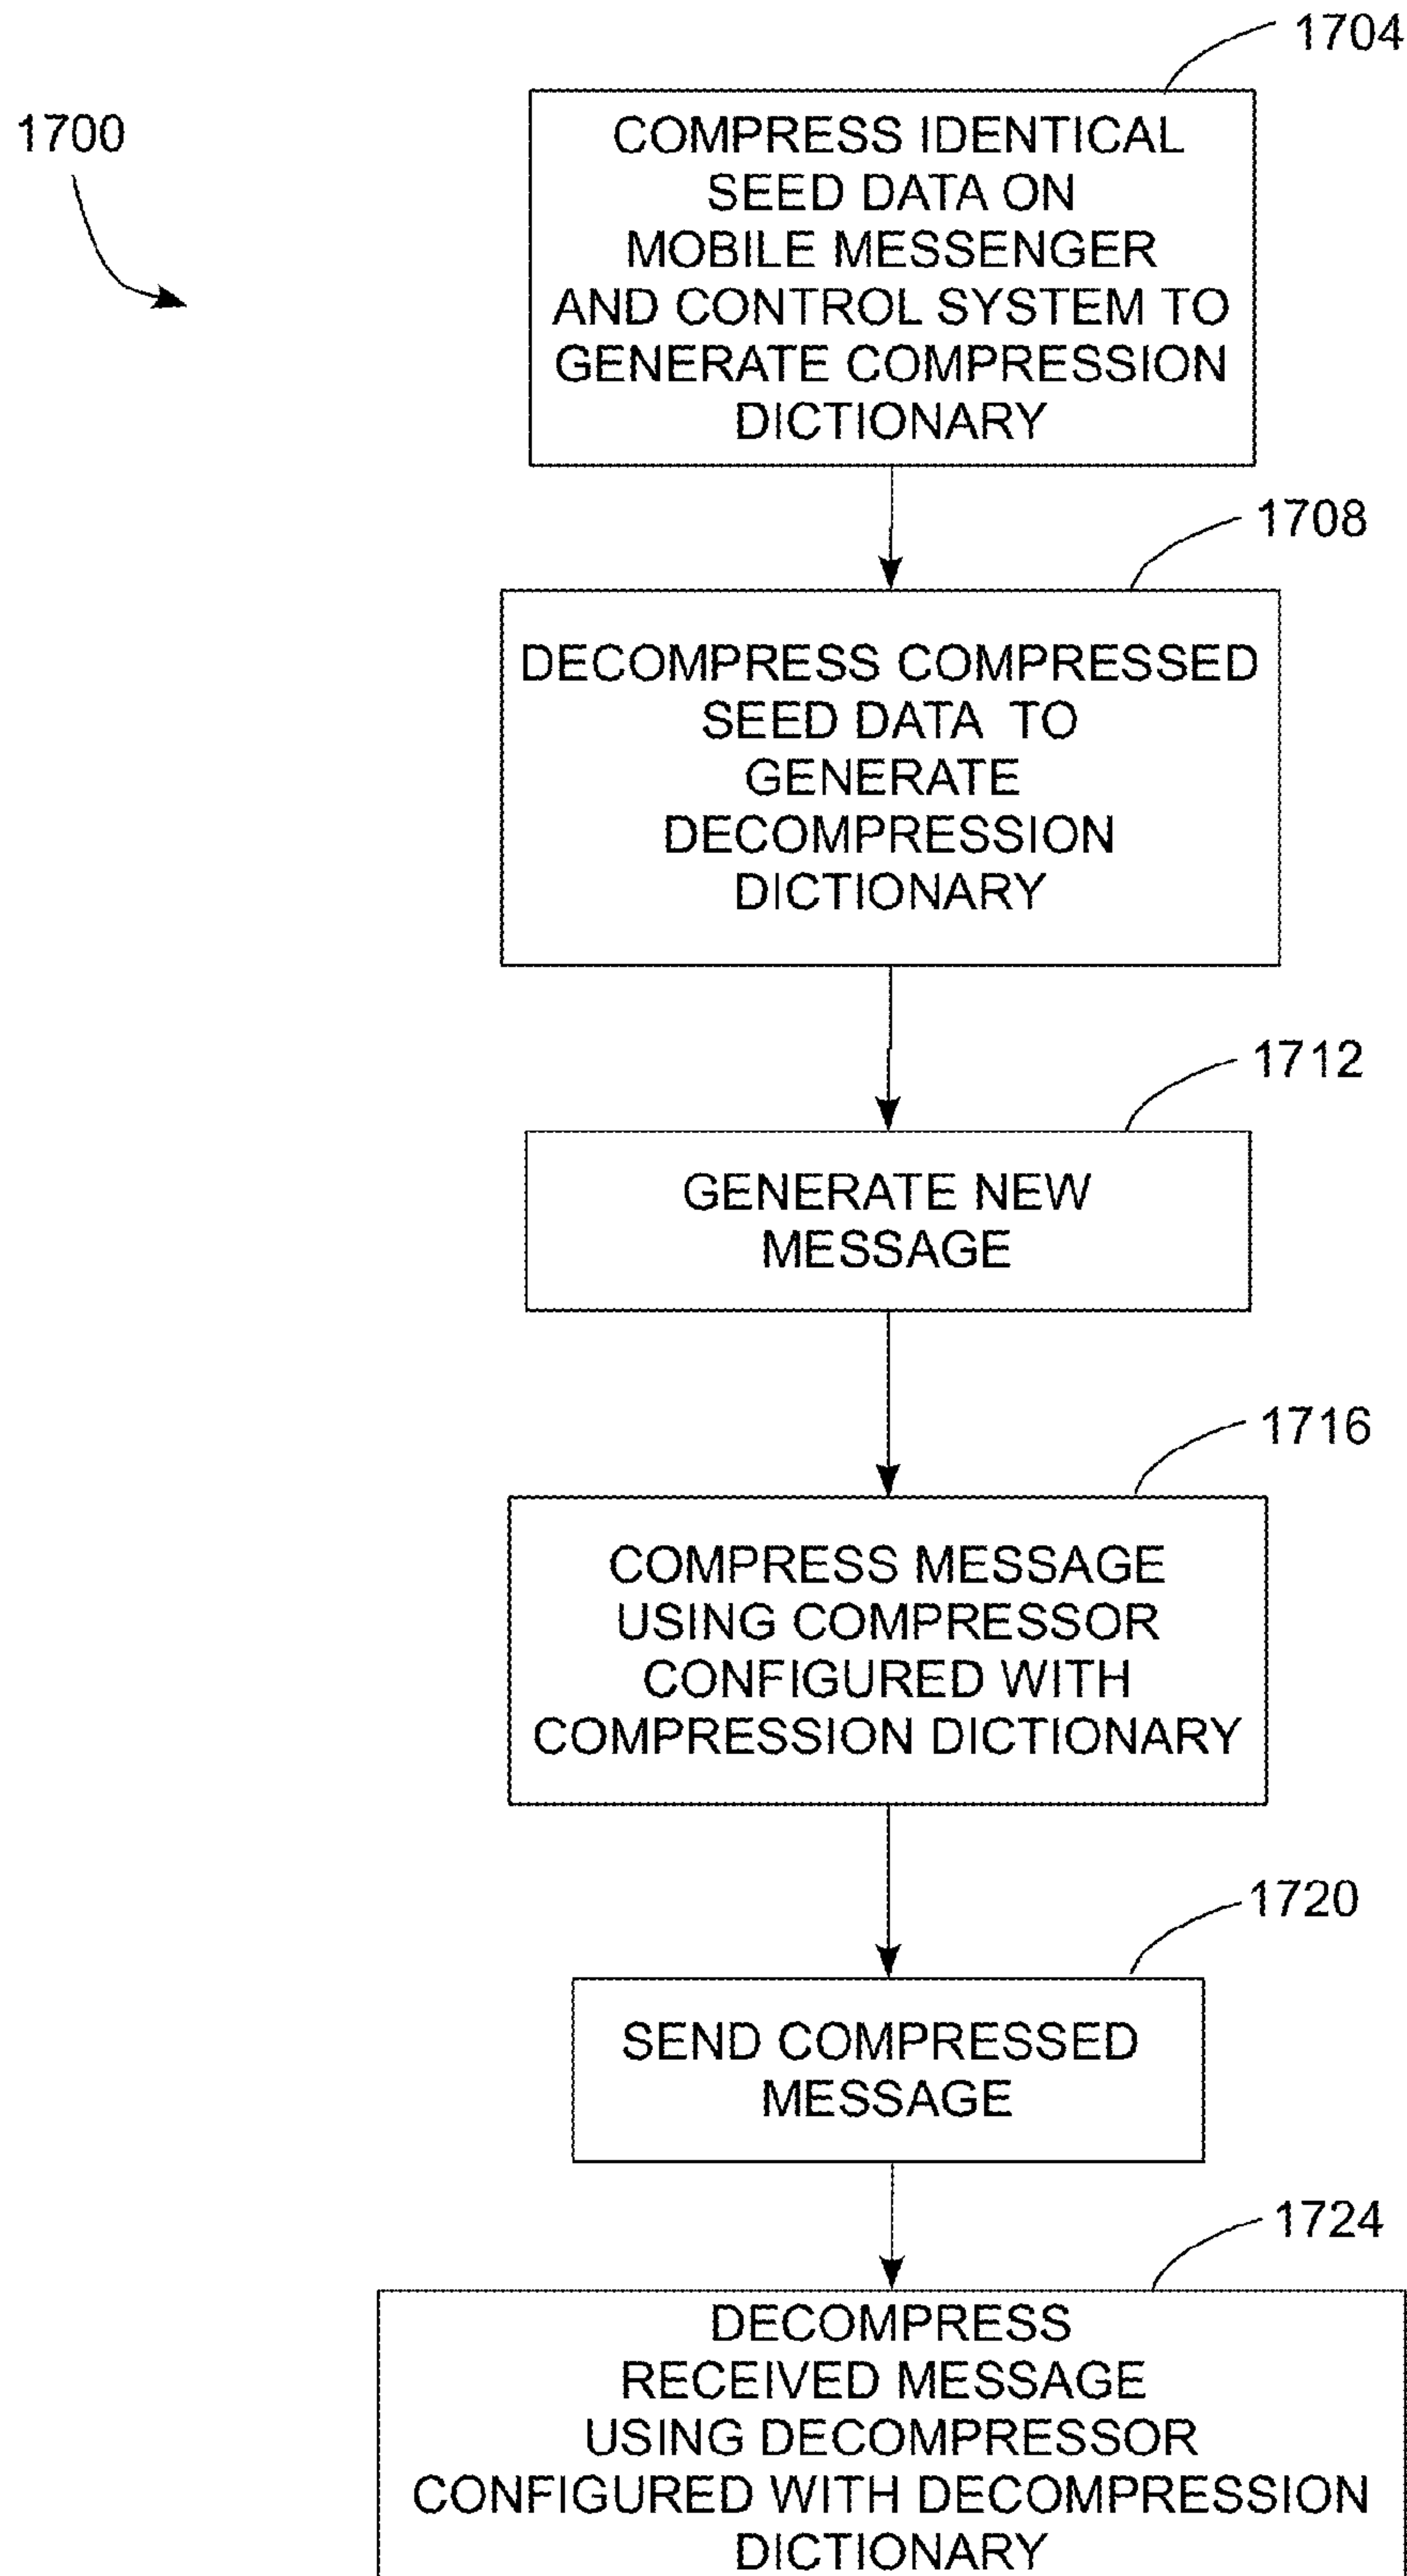 1700
1704
COMPRESS IDENTICAL
SEED DATA ON
MOBILE MESSENGER
AND CONTROL SYSTEM TO
GENERATE COMPRESSION
DICTIONARY
1708
DECOMPRESS COMPRESSED
SEED DATA TO
GENERATE
DECOMPRESSION
DICTIONARY
1712
GENERATE NEW
MESSAGE
1716
COMPRESS MESSAGE
USING COMPRESSOR
CONFIGURED WITH
COMPRESSION DICTIONARY
1720
SEND COMPRESSED
MESSAGE
1724
DECOMPRESS
RECEIVED MESSAGE
USING DECOMPRESSOR
CONFIGURED WITH DECOMPRESSION
DICTIONARY